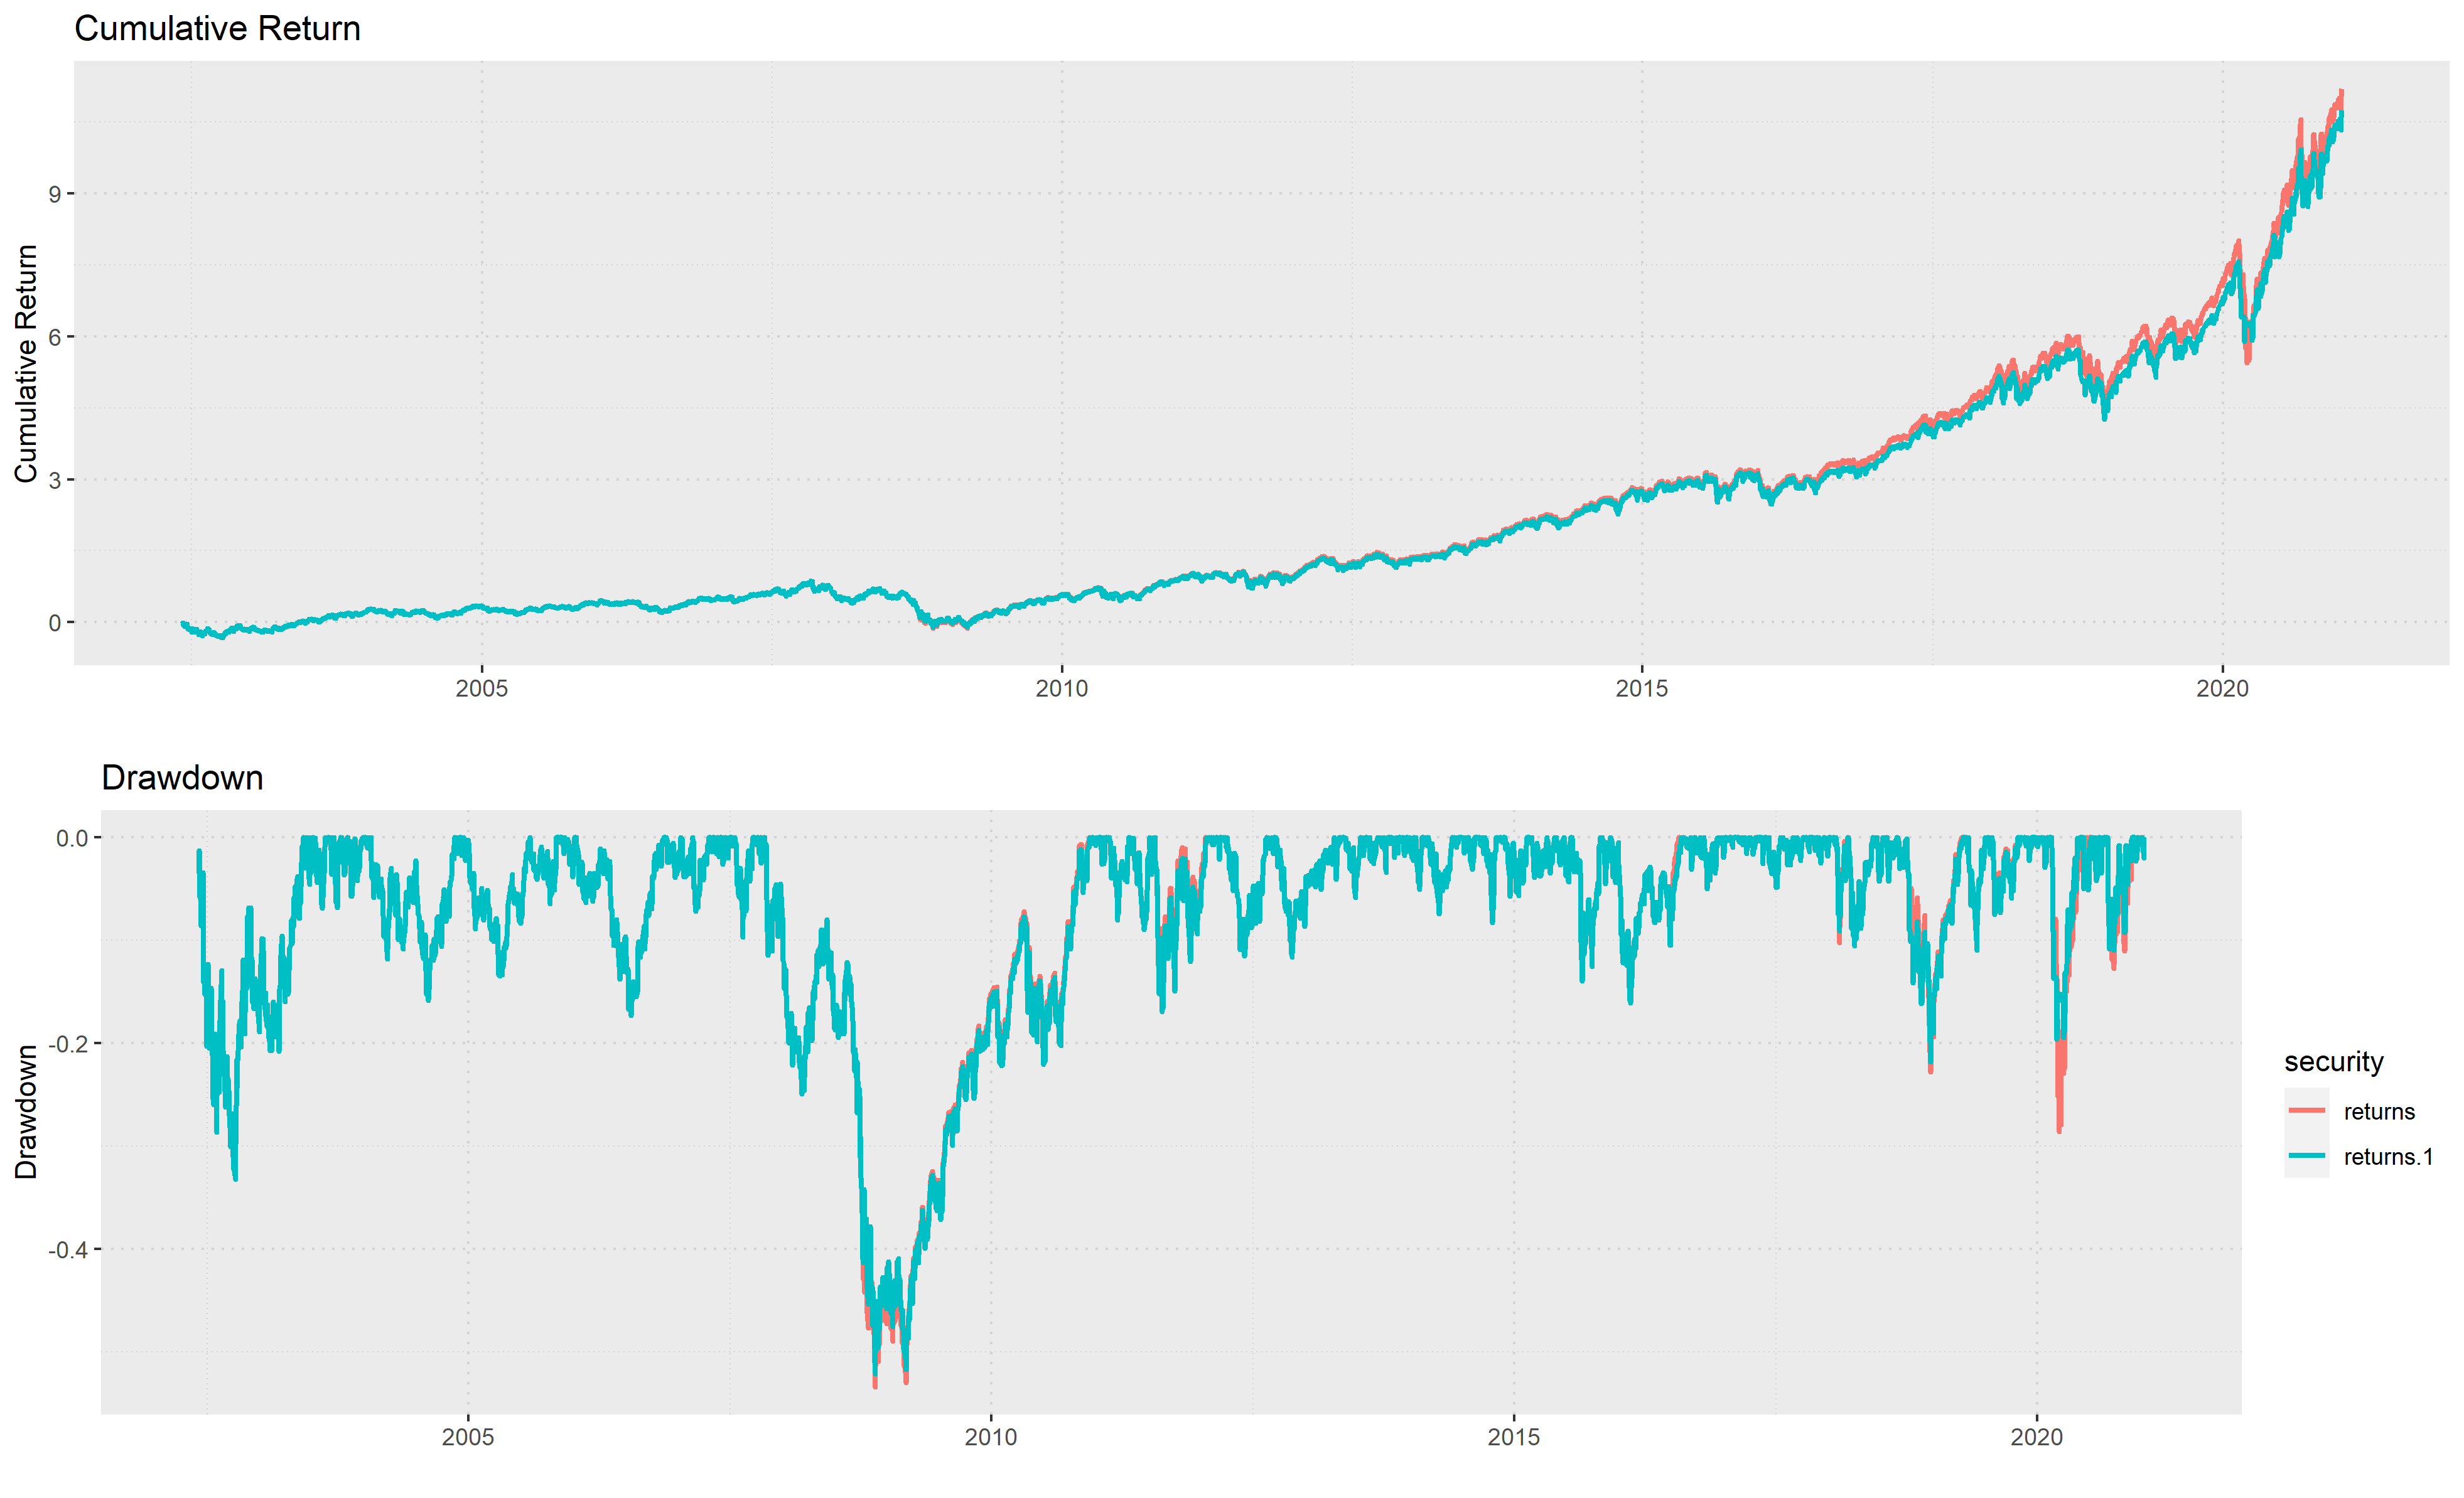 Cumulative Return
Cumulative Return
9
6
3
0
2005 2010 2015 2020
Drawdown
Drawdown
0.0
-0.2
-0.4
2005 2010 2015 2020
security
returns
returns.1